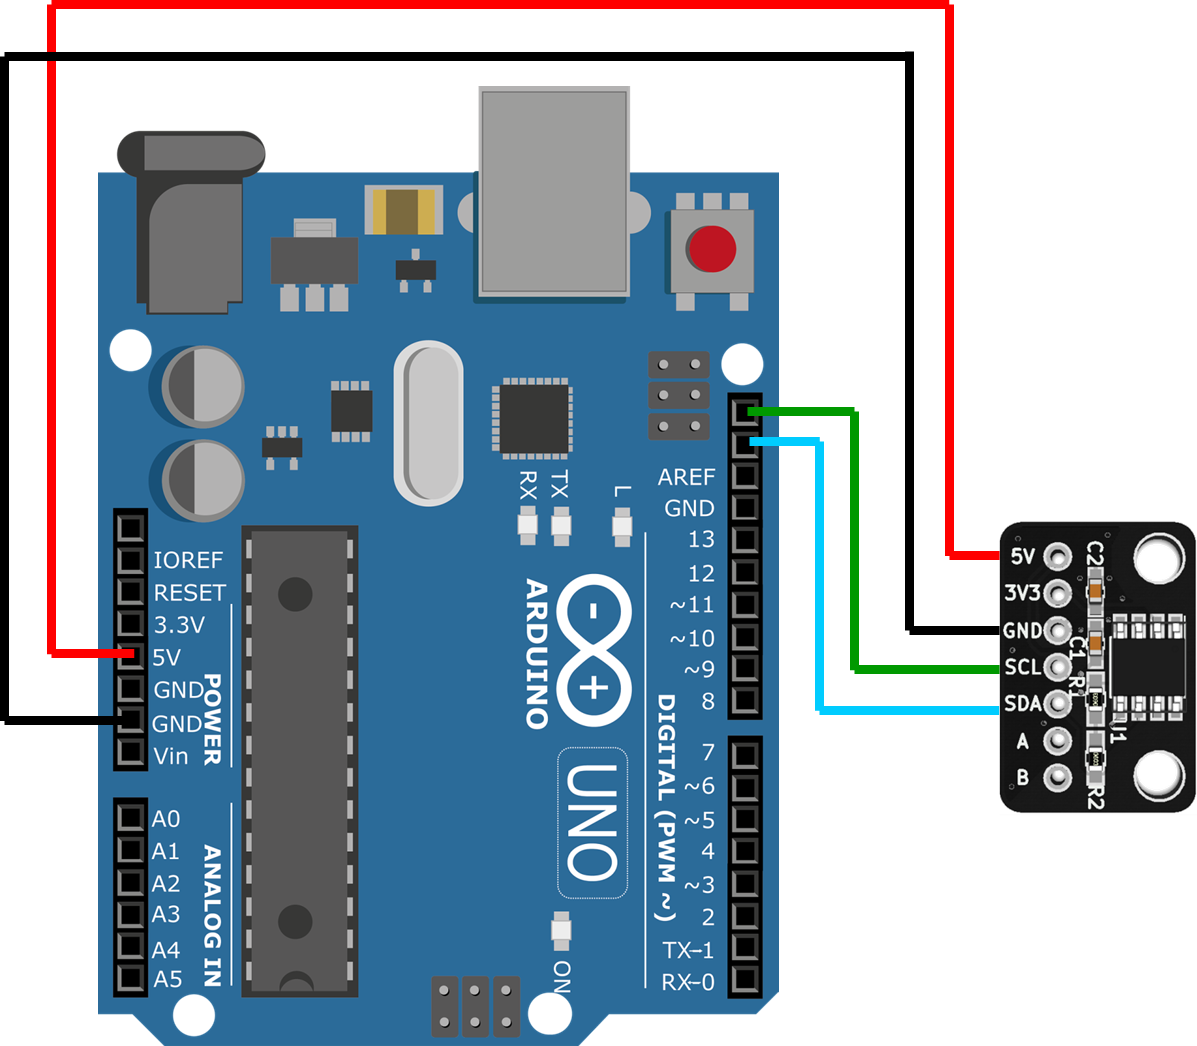 RX
TX
L
AREF
GND
13
12
~11
~10
~9
8
7
~6
~5
4
~3
2
TX-1
RX-0
DIGITAL (PWM ~)
IOREF
RESET
3.3V
5V
GND
GND
Vin
POWER
A0
A1
A2
A3
A4
A5
ANALOG IN
ARDUINO
- +
UNO
ON
5V
3V3
GND
SCL
SDA
A
B
C2
C1
R1
U1
R2